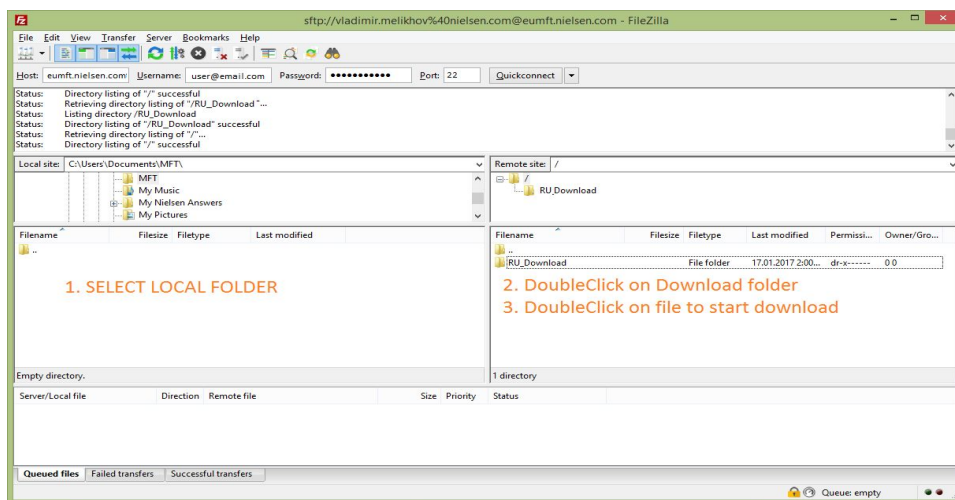 sftp://vladimir.melikhov%40nielsen.com@eumft.nielsen.com - FileZilla
File Edit View Transfer Server Bookmarks Help
Host: eumft.nielsen.com Username: user@email.com Password: ●●●●●●●●●●● Port: 22 Quickconnect
Status: Directory listing of "/" successful
Status: Retrieving directory listing of "/RU_Download"...
Status: Listing directory /RU_Download
Status: Directory listing of "/RU_Download" successful
Status: Retrieving directory listing of "/"...
Status: Directory listing of "/" successful
Local site: C:\Users\Documents\MFT\
MFT
My Music
My Nielsen Answers
My Pictures
Remote site: /
/
RU_Download
Filename Filesize Filetype Last modified
..
1. SELECT LOCAL FOLDER
Empty directory.
Filename Filesize Filetype Last modified Permissi... Owner/Gro...
..
RU_Download File folder 17.01.2017 2:00... dr-x------ 0 0
2. DoubleClick on Download folder
3. DoubleClick on file to start download
1 directory
Server/Local file Direction Remote file Size Priority Status
Queued files Failed transfers Successful transfers
Queue: empty